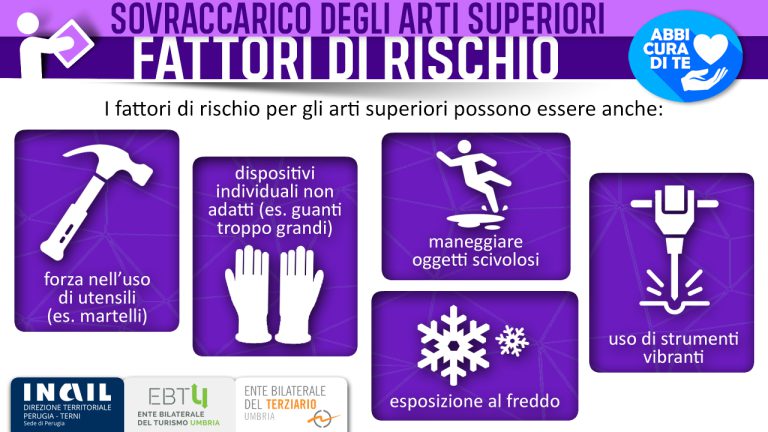 SOVRACCARICO DEGLI ARTI SUPERIORI
FATTORI DI RISCHIO
ABBI
CURA
DI TE
I fattori di rischio per gli arti superiori possono essere anche:
forza nell'uso
di utensili
(es. martelli)
dispositivi
individuali non
adatti (es. guanti
troppo grandi)
maneggiare
oggetti scivolosi
esposizione al freddo
uso di strumenti
vibranti
INAIL
DIREZIONE TERRITORIALE
PERUGIA - TERNI
Sede di Perugia
EBT4
ENTE BILATERALE
DEL TURISMO UMBRIA
ENTE BILATERALE
DEL TERZIARIO
UMBRIA